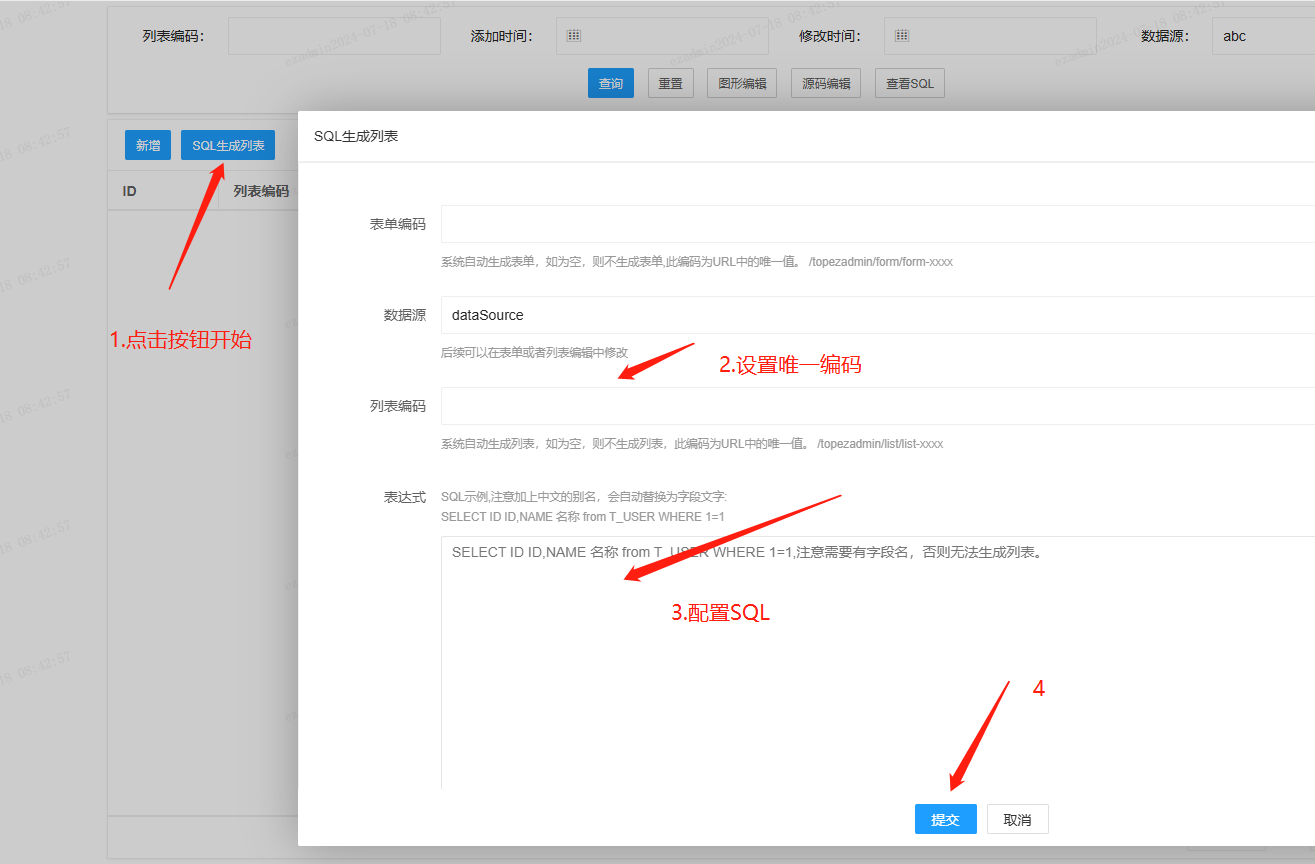 列表编码： 添加时间： 修改时间： 数据源： abc
查询 重置 图形编辑 源码编辑 查看SQL
新增 SQL生成列表
ID 列表编码
SQL生成列表
表单编码
系统自动生成表单，如为空，则不生成表单,此编码为URL中的唯一值。 /topezadmin/form/form-xxxx
数据源 dataSource
后续可以在表单或者列表编辑中修改
1.点击按钮开始
2.设置唯一编码
列表编码
系统自动生成列表，如为空，则不生成列表，此编码为URL中的唯一值。 /topezadmin/list/list-xxxx
表达式 SQL示例,注意加上中文的别名，会自动替换为字段文字:
SELECT ID ID,NAME 名称 from T_USER WHERE 1=1
SELECT ID ID,NAME 名称 from T_USER WHERE 1=1,注意需要有字段名，否则无法生成列表。
3.配置SQL
4
提交 取消